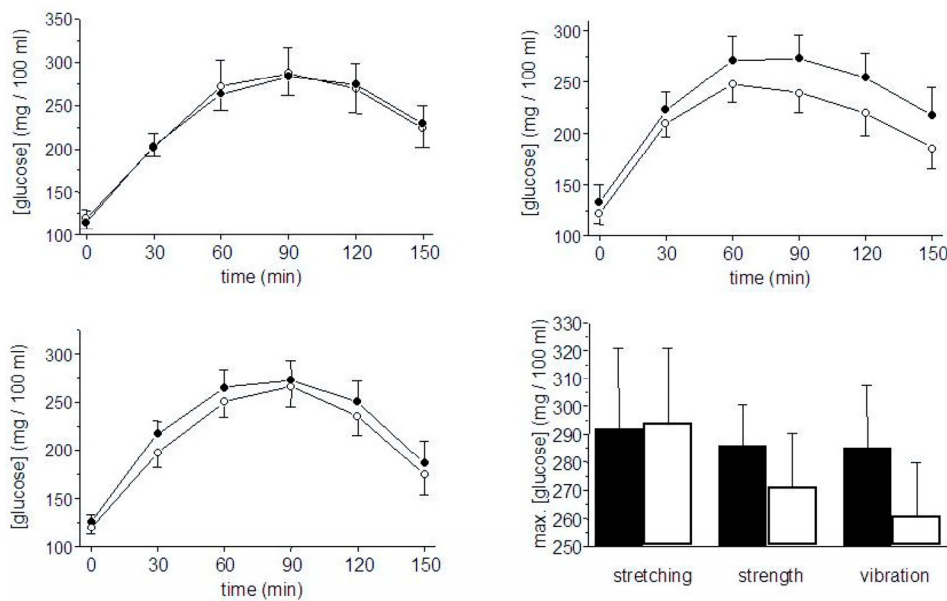 [glucose] (mg / 100 ml)
350
300
250
200
150
100
0 30 60 90 120 150
time (min)
[glucose] (mg / 100 ml)
300
250
200
150
100
0 30 60 90 120 150
time (min)
[glucose] (mg / 100 ml)
300
250
200
150
100
0 30 60 90 120 150
time (min)
max. [glucose] (mg / 100 ml)
330
320
310
300
290
280
270
260
250
stretching strength vibration